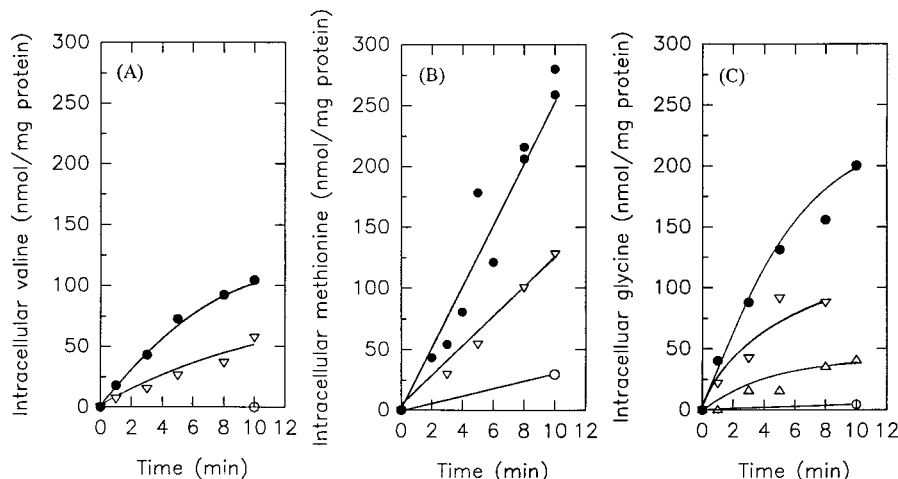 (A)
Intracellular valine (nmol/mg protein)
300
250
200
150
100
50
0
0 2 4 6 8 10 12
Time (min)
(B)
Intracellular methionine (nmol/mg protein)
300
250
200
150
100
50
0
0 2 4 6 8 10 12
Time (min)
(C)
Intracelluar glycine (nmol/mg protein)
300
250
200
150
100
50
0
0 2 4 6 8 10 12
Time (min)